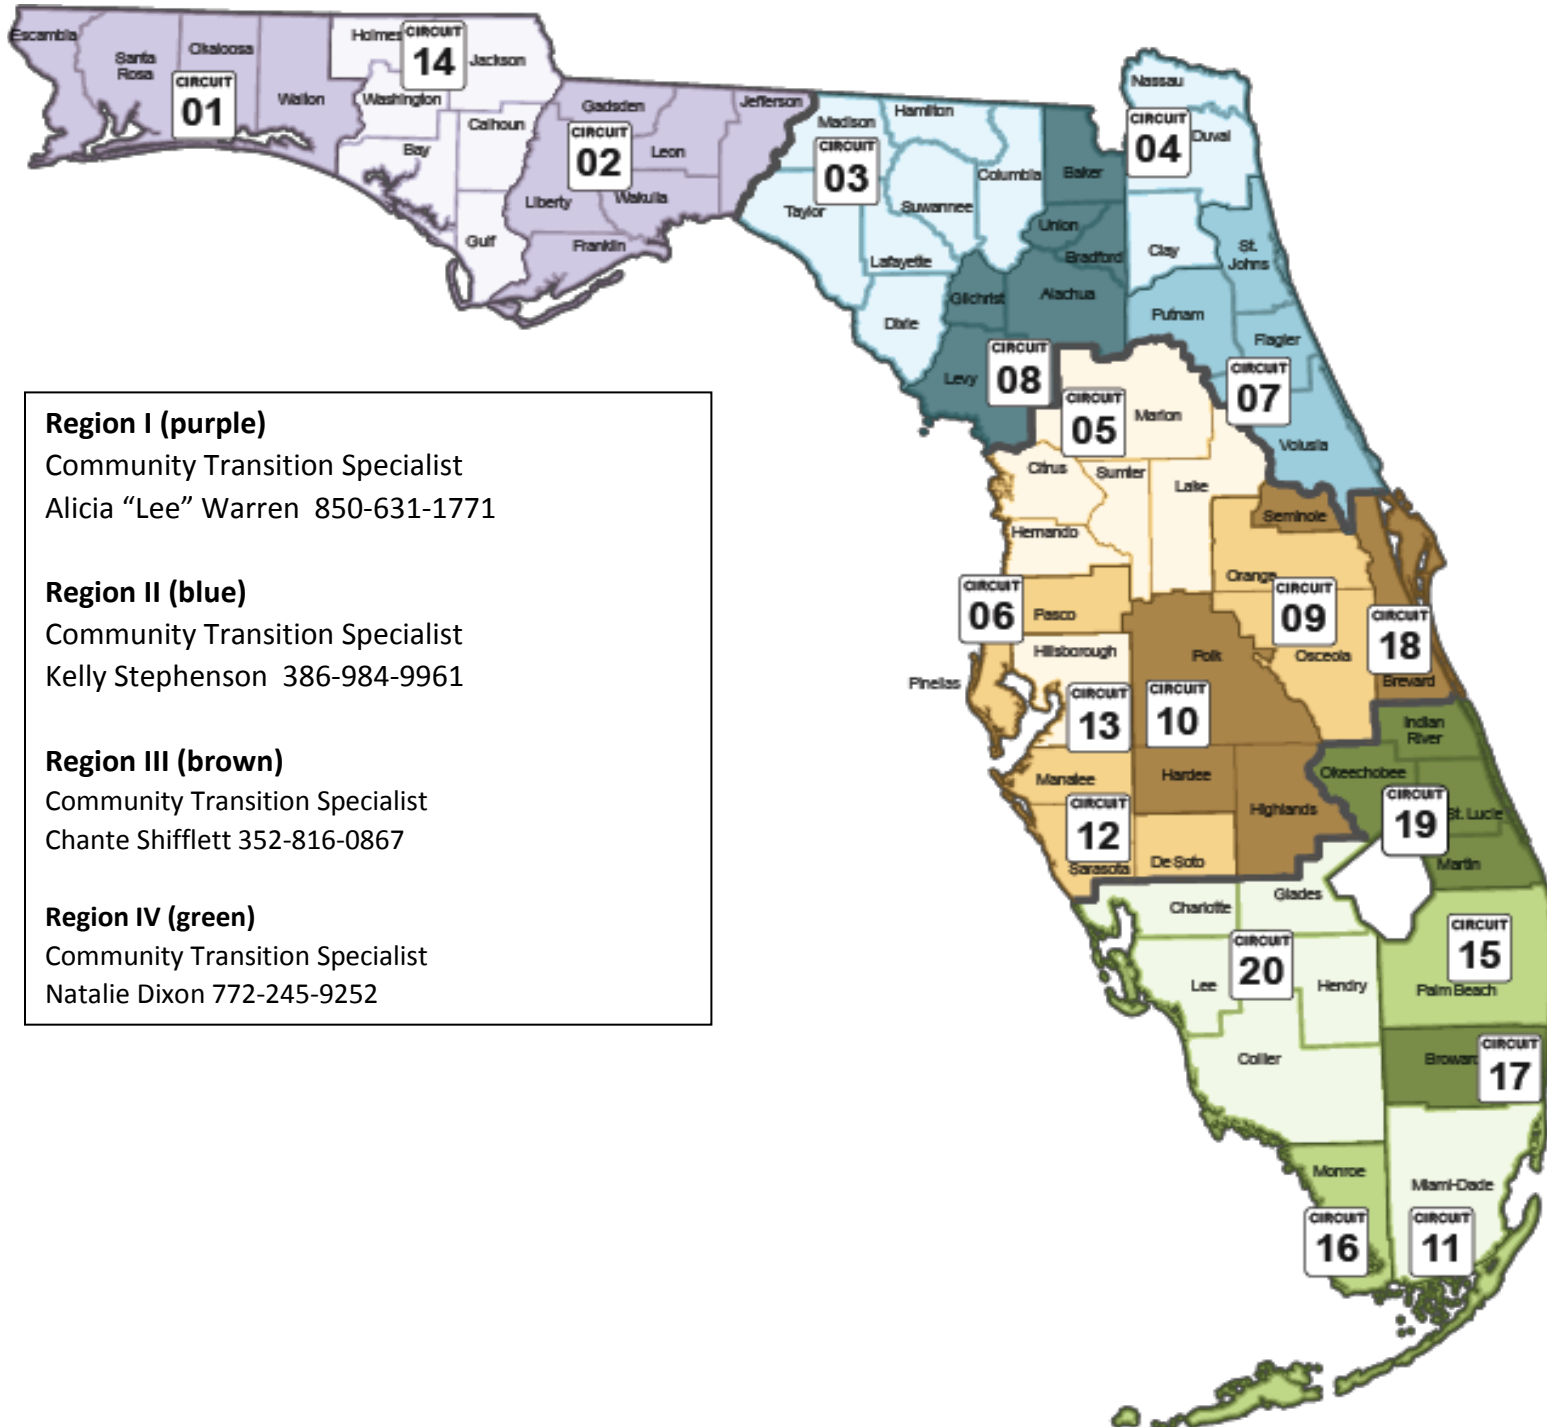 Escambia
Santa
Rosa
Okaloosa
Walton
CIRCUIT
01
Holmes
CIRCUIT
14
Jackson
Washington
Calhoun
Bay
Gulf
Gadsden
Jefferson
CIRCUIT
02
Leon
Liberty
Wakulla
Franklin
Madison
Hamilton
CIRCUIT
03
Columbia
Taylor
Suwannee
Lafayette
Dixie
Baker
Union
Bradford
Gilchrist
Alachua
Levy
CIRCUIT
08
Nassau
CIRCUIT
04
Duval
Clay
St.
Johns
Putnam
Flagler
CIRCUIT
07
Volusia
CIRCUIT
05
Marion
Citrus
Sumter
Lake
Hernando
Seminole
Orange
CIRCUIT
09
Osceola
CIRCUIT
18
Brevard
CIRCUIT
06
Pasco
Pinellas
Hillsborough
CIRCUIT
13
Polk
CIRCUIT
10
Hardee
Highlands
Manatee
CIRCUIT
12
Sarasota
De Soto
Indian
River
Okeechobee
CIRCUIT
19
St. Lucie
Martin
Charlotte
Glades
CIRCUIT
20
Lee
Hendry
Collier
CIRCUIT
15
Palm Beach
Broward
CIRCUIT
17
Monroe
CIRCUIT
16
Miami-Dade
CIRCUIT
11
Region I (purple)
Community Transition Specialist
Alicia “Lee” Warren 850-631-1771
Region II (blue)
Community Transition Specialist
Kelly Stephenson 386-984-9961
Region III (brown)
Community Transition Specialist
Chante Shifflett 352-816-0867
Region IV (green)
Community Transition Specialist
Natalie Dixon 772-245-9252